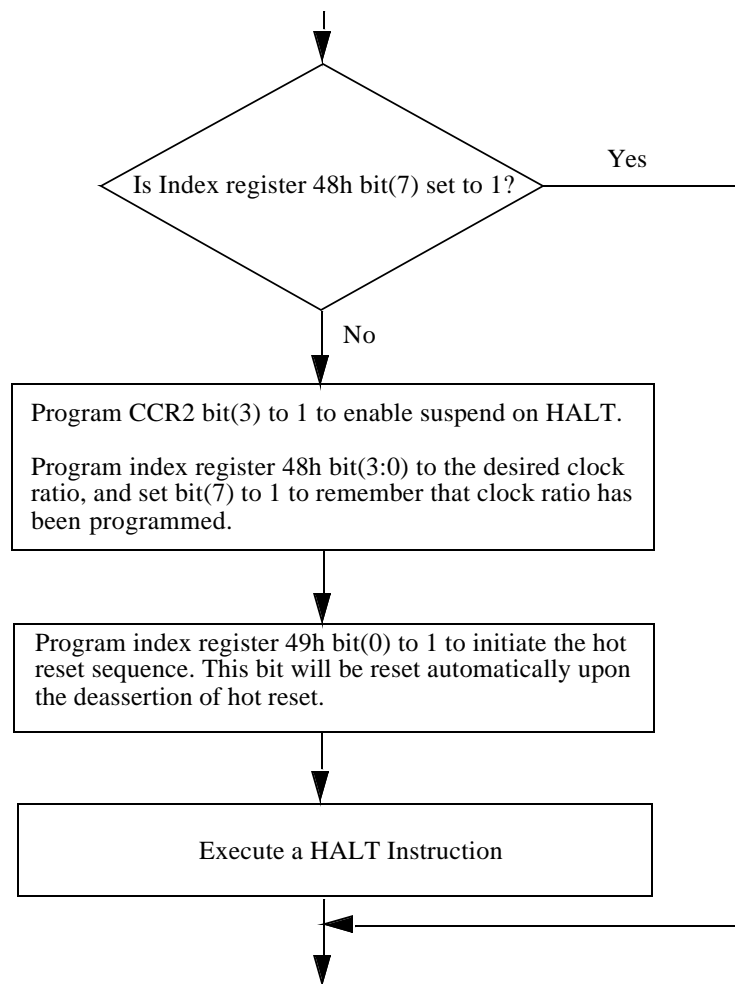 Is Index register 48h bit(7) set to 1?
Yes
No
Program CCR2 bit(3) to 1 to enable suspend on HALT.
Program index register 48h bit(3:0) to the desired clock
ratio, and set bit(7) to 1 to remember that clock ratio has
been programmed.
Program index register 49h bit(0) to 1 to initiate the hot
reset sequence. This bit will be reset automatically upon
the deassertion of hot reset.
Execute a HALT Instruction